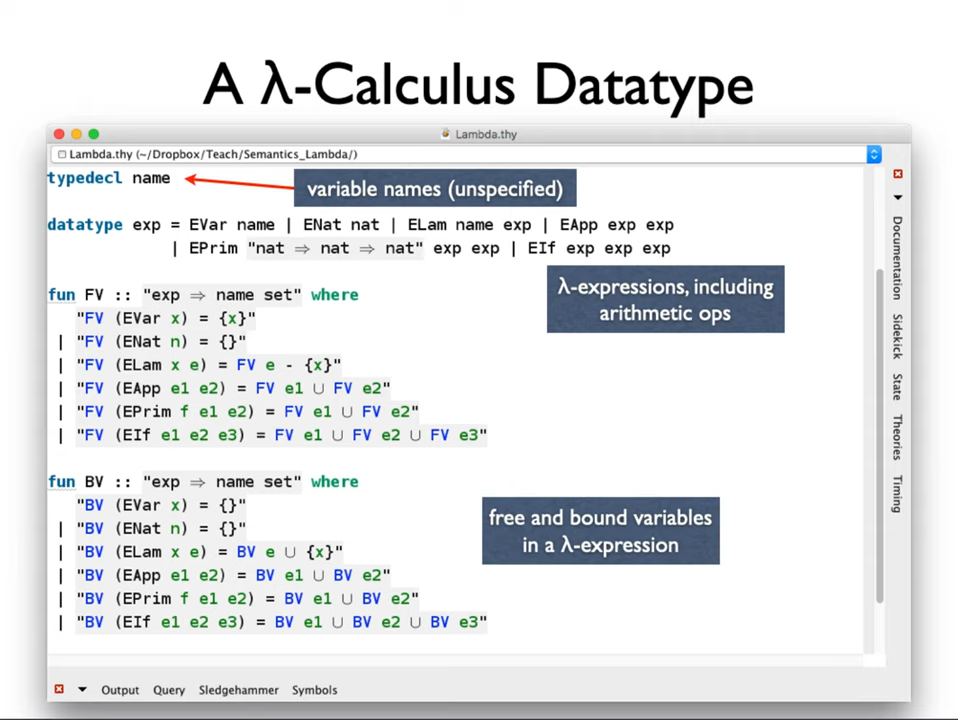 A λ-Calculus Datatype
Lambda.thy
Lambda.thy (~/Dropbox/Teach/Semantics_Lambda/)
typedecl name
variable names (unspecified)
datatype exp = EVar name | ENat nat | ELam name exp | EApp exp exp
| EPrim "nat ⇒ nat ⇒ nat" exp exp | EIf exp exp exp
λ-expressions, including
arithmetic ops
fun FV :: "exp ⇒ name set" where
"FV (EVar x) = {x}"
| "FV (ENat n) = {}"
| "FV (ELam x e) = FV e - {x}"
| "FV (EApp e1 e2) = FV e1 ∪ FV e2"
| "FV (EPrim f e1 e2) = FV e1 ∪ FV e2"
| "FV (EIf e1 e2 e3) = FV e1 ∪ FV e2 ∪ FV e3"
fun BV :: "exp ⇒ name set" where
"BV (EVar x) = {}"
| "BV (ENat n) = {}"
| "BV (ELam x e) = BV e ∪ {x}"
| "BV (EApp e1 e2) = BV e1 ∪ BV e2"
| "BV (EPrim f e1 e2) = BV e1 ∪ BV e2"
| "BV (EIf e1 e2 e3) = BV e1 ∪ BV e2 ∪ BV e3"
free and bound variables
in a λ-expression
Documentation
Sidekick
State
Theories
Timing
Output Query Sledgehammer Symbols